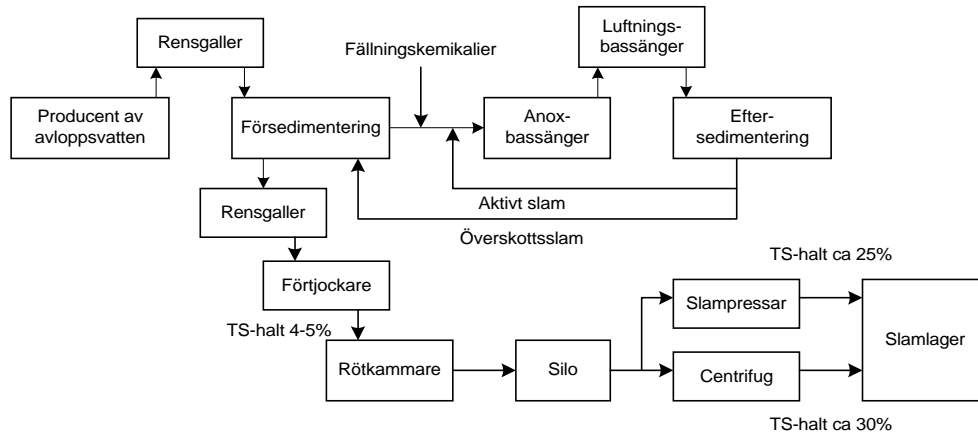 Rensgaller
Luftnings-
bassänger
Fällningskemikalier
Producent av
avloppsvatten
Försedimentering
Anox-
bassänger
Efter-
sedimentering
Rensgaller
Aktivt slam
Överskottsslam
TS-halt ca 25%
Förtjockare
Slampressar
TS-halt 4-5%
Slamlager
Rötkammare
Silo
Centrifug
TS-halt ca 30%